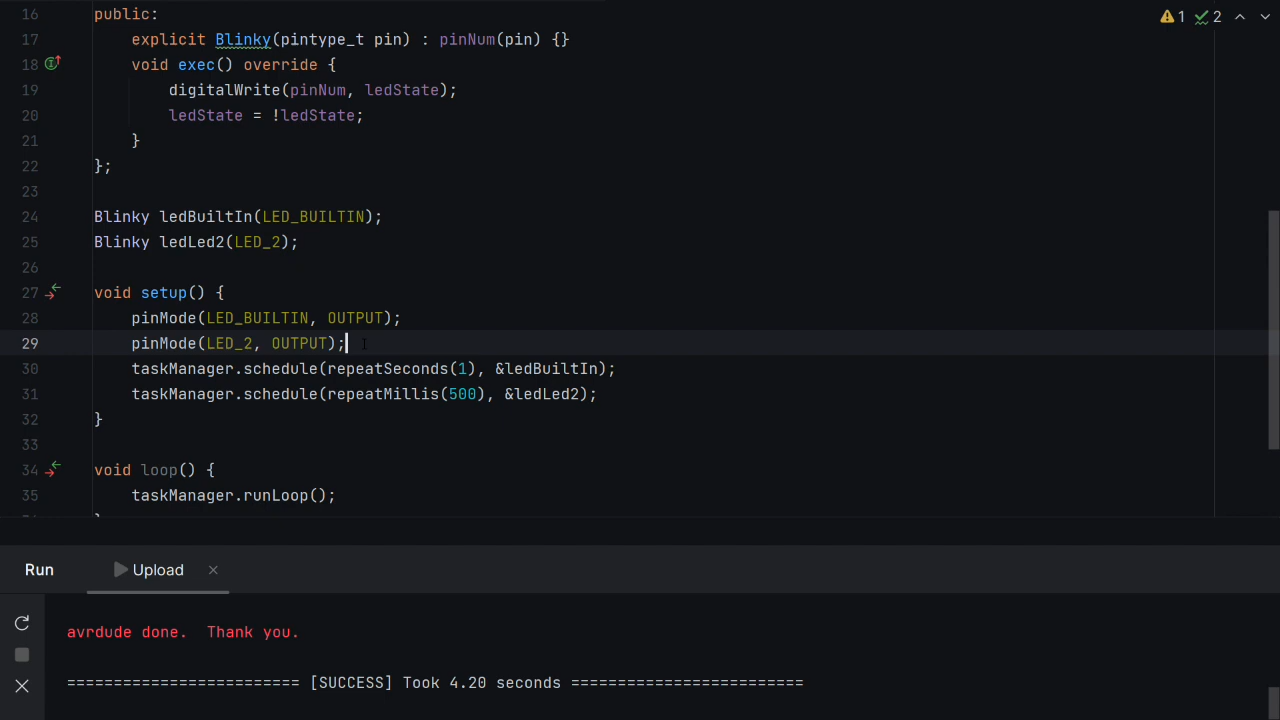 16 public:
17 explicit Blinky(pintype_t pin) : pinNum(pin) {}
18 void exec() override {
19 digitalWrite(pinNum, ledState);
20 ledState = !ledState;
21 }
22 };
23
24 Blinky ledBuiltIn(LED_BUILTIN);
25 Blinky ledLed2(LED_2);
26
27 void setup() {
28 pinMode(LED_BUILTIN, OUTPUT);
29 pinMode(LED_2, OUTPUT);
30 taskManager.schedule(repeatSeconds(1), &ledBuiltIn);
31 taskManager.schedule(repeatMillis(500), &ledLed2);
32 }
33
34 void loop() {
35 taskManager.runLoop();
1 2
Run Upload
avrdude done.  Thank you.
========================= [SUCCESS] Took 4.20 seconds =========================